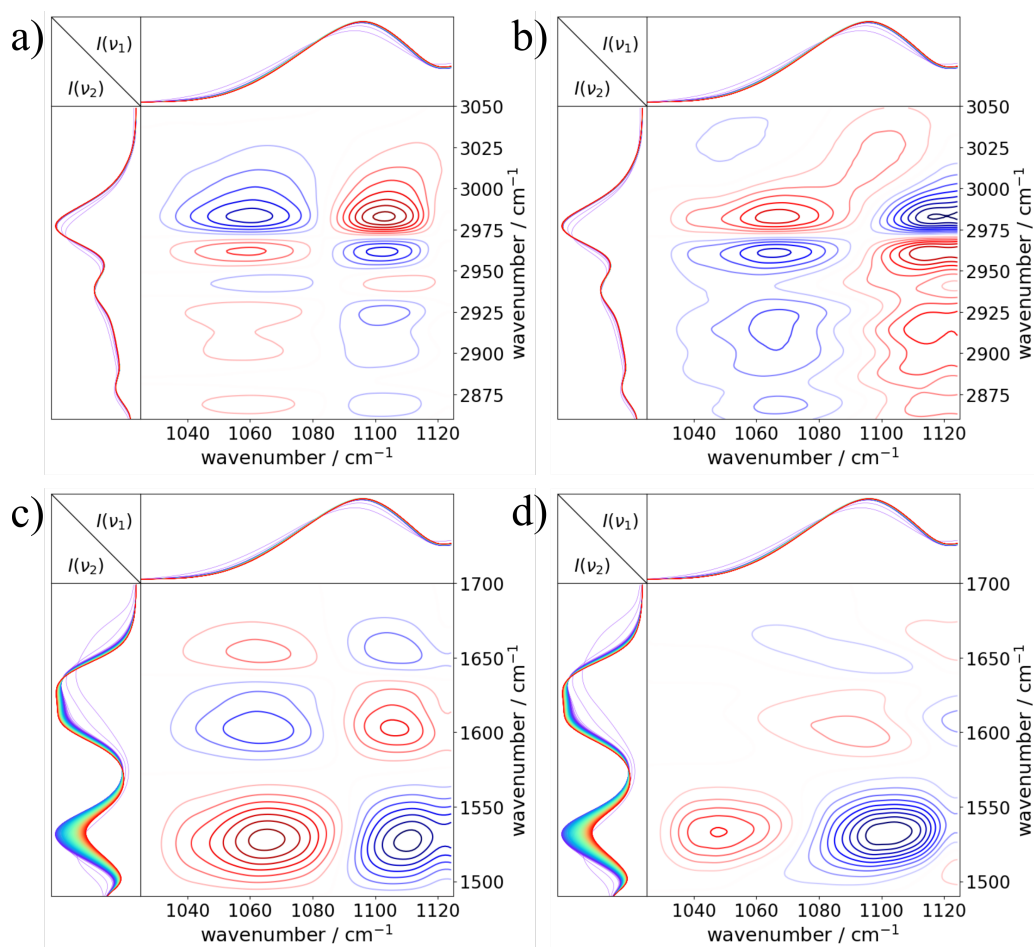 a)
I(ν₁)
I(ν₂)
3050
3025
3000
2975
2950
2925
2900
2875
wavenumber / cm⁻¹
1040 1060 1080 1100 1120
wavenumber / cm⁻¹
b)
I(ν₁)
I(ν₂)
3050
3025
3000
2975
2950
2925
2900
2875
wavenumber / cm⁻¹
1040 1060 1080 1100 1120
wavenumber / cm⁻¹
c)
I(ν₁)
I(ν₂)
1700
1650
1600
1550
1500
wavenumber / cm⁻¹
1040 1060 1080 1100 1120
wavenumber / cm⁻¹
d)
I(ν₁)
I(ν₂)
1700
1650
1600
1550
1500
wavenumber / cm⁻¹
1040 1060 1080 1100 1120
wavenumber / cm⁻¹